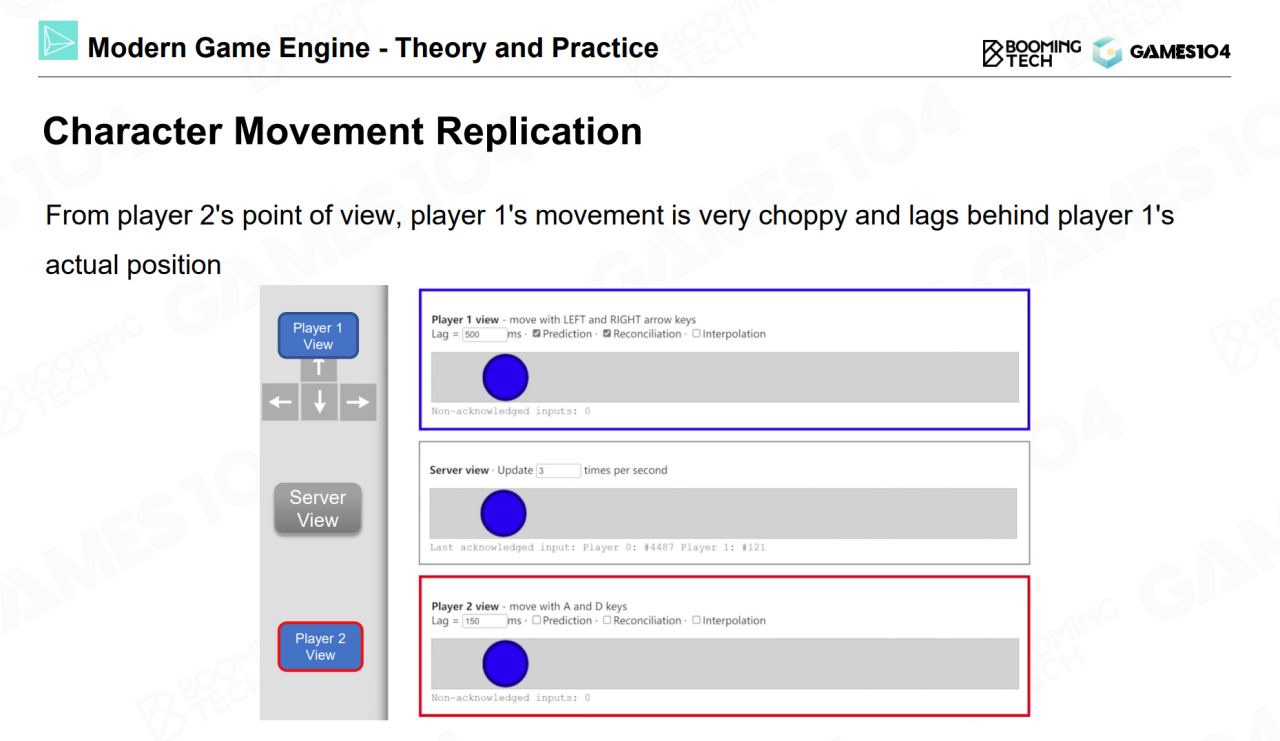 Modern Game Engine - Theory and Practice
BOOMING
TECH
GAMES104
Character Movement Replication
From player 2's point of view, player 1's movement is very choppy and lags behind player 1's
actual position
Player 1
View
Player 1 view - move with LEFT and RIGHT arrow keys
Lag = 500 ms · Prediction · Reconciliation · Interpolation
Non-acknowledged inputs: 0
Server
View
Server view · Update 3 times per second
Last acknowledged input: Player 0: #4487 Player 1: #121
Player 2
View
Player 2 view - move with A and D keys
Lag = 150 ms · Prediction · Reconciliation · Interpolation
Non-acknowledged inputs: 0